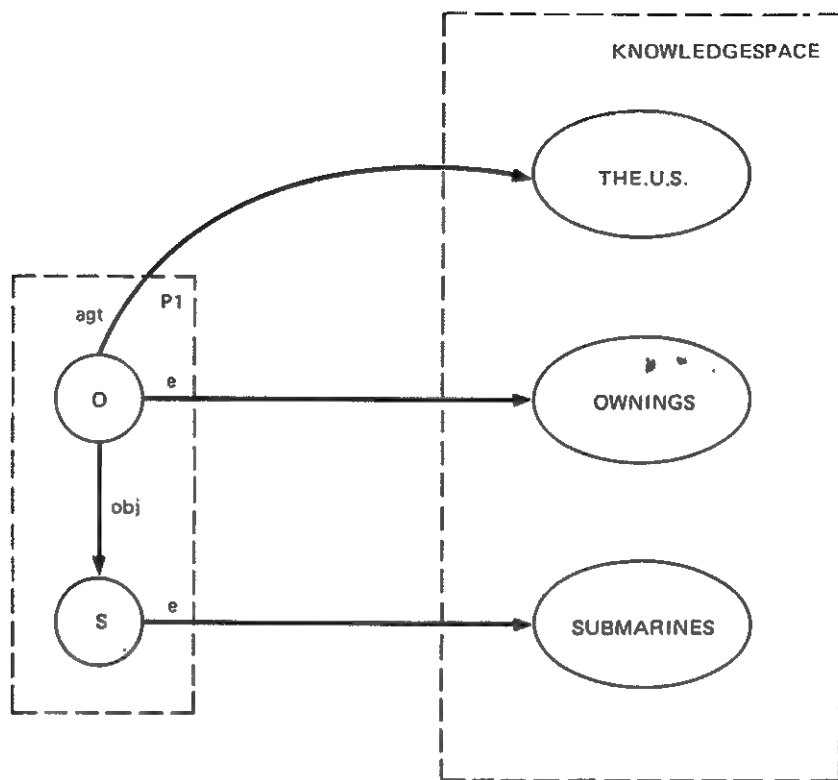 KNOWLEDGESPACE
THE.U.S.
P1
agt
O
e
OWNINGS
obj
S
e
SUBMARINES